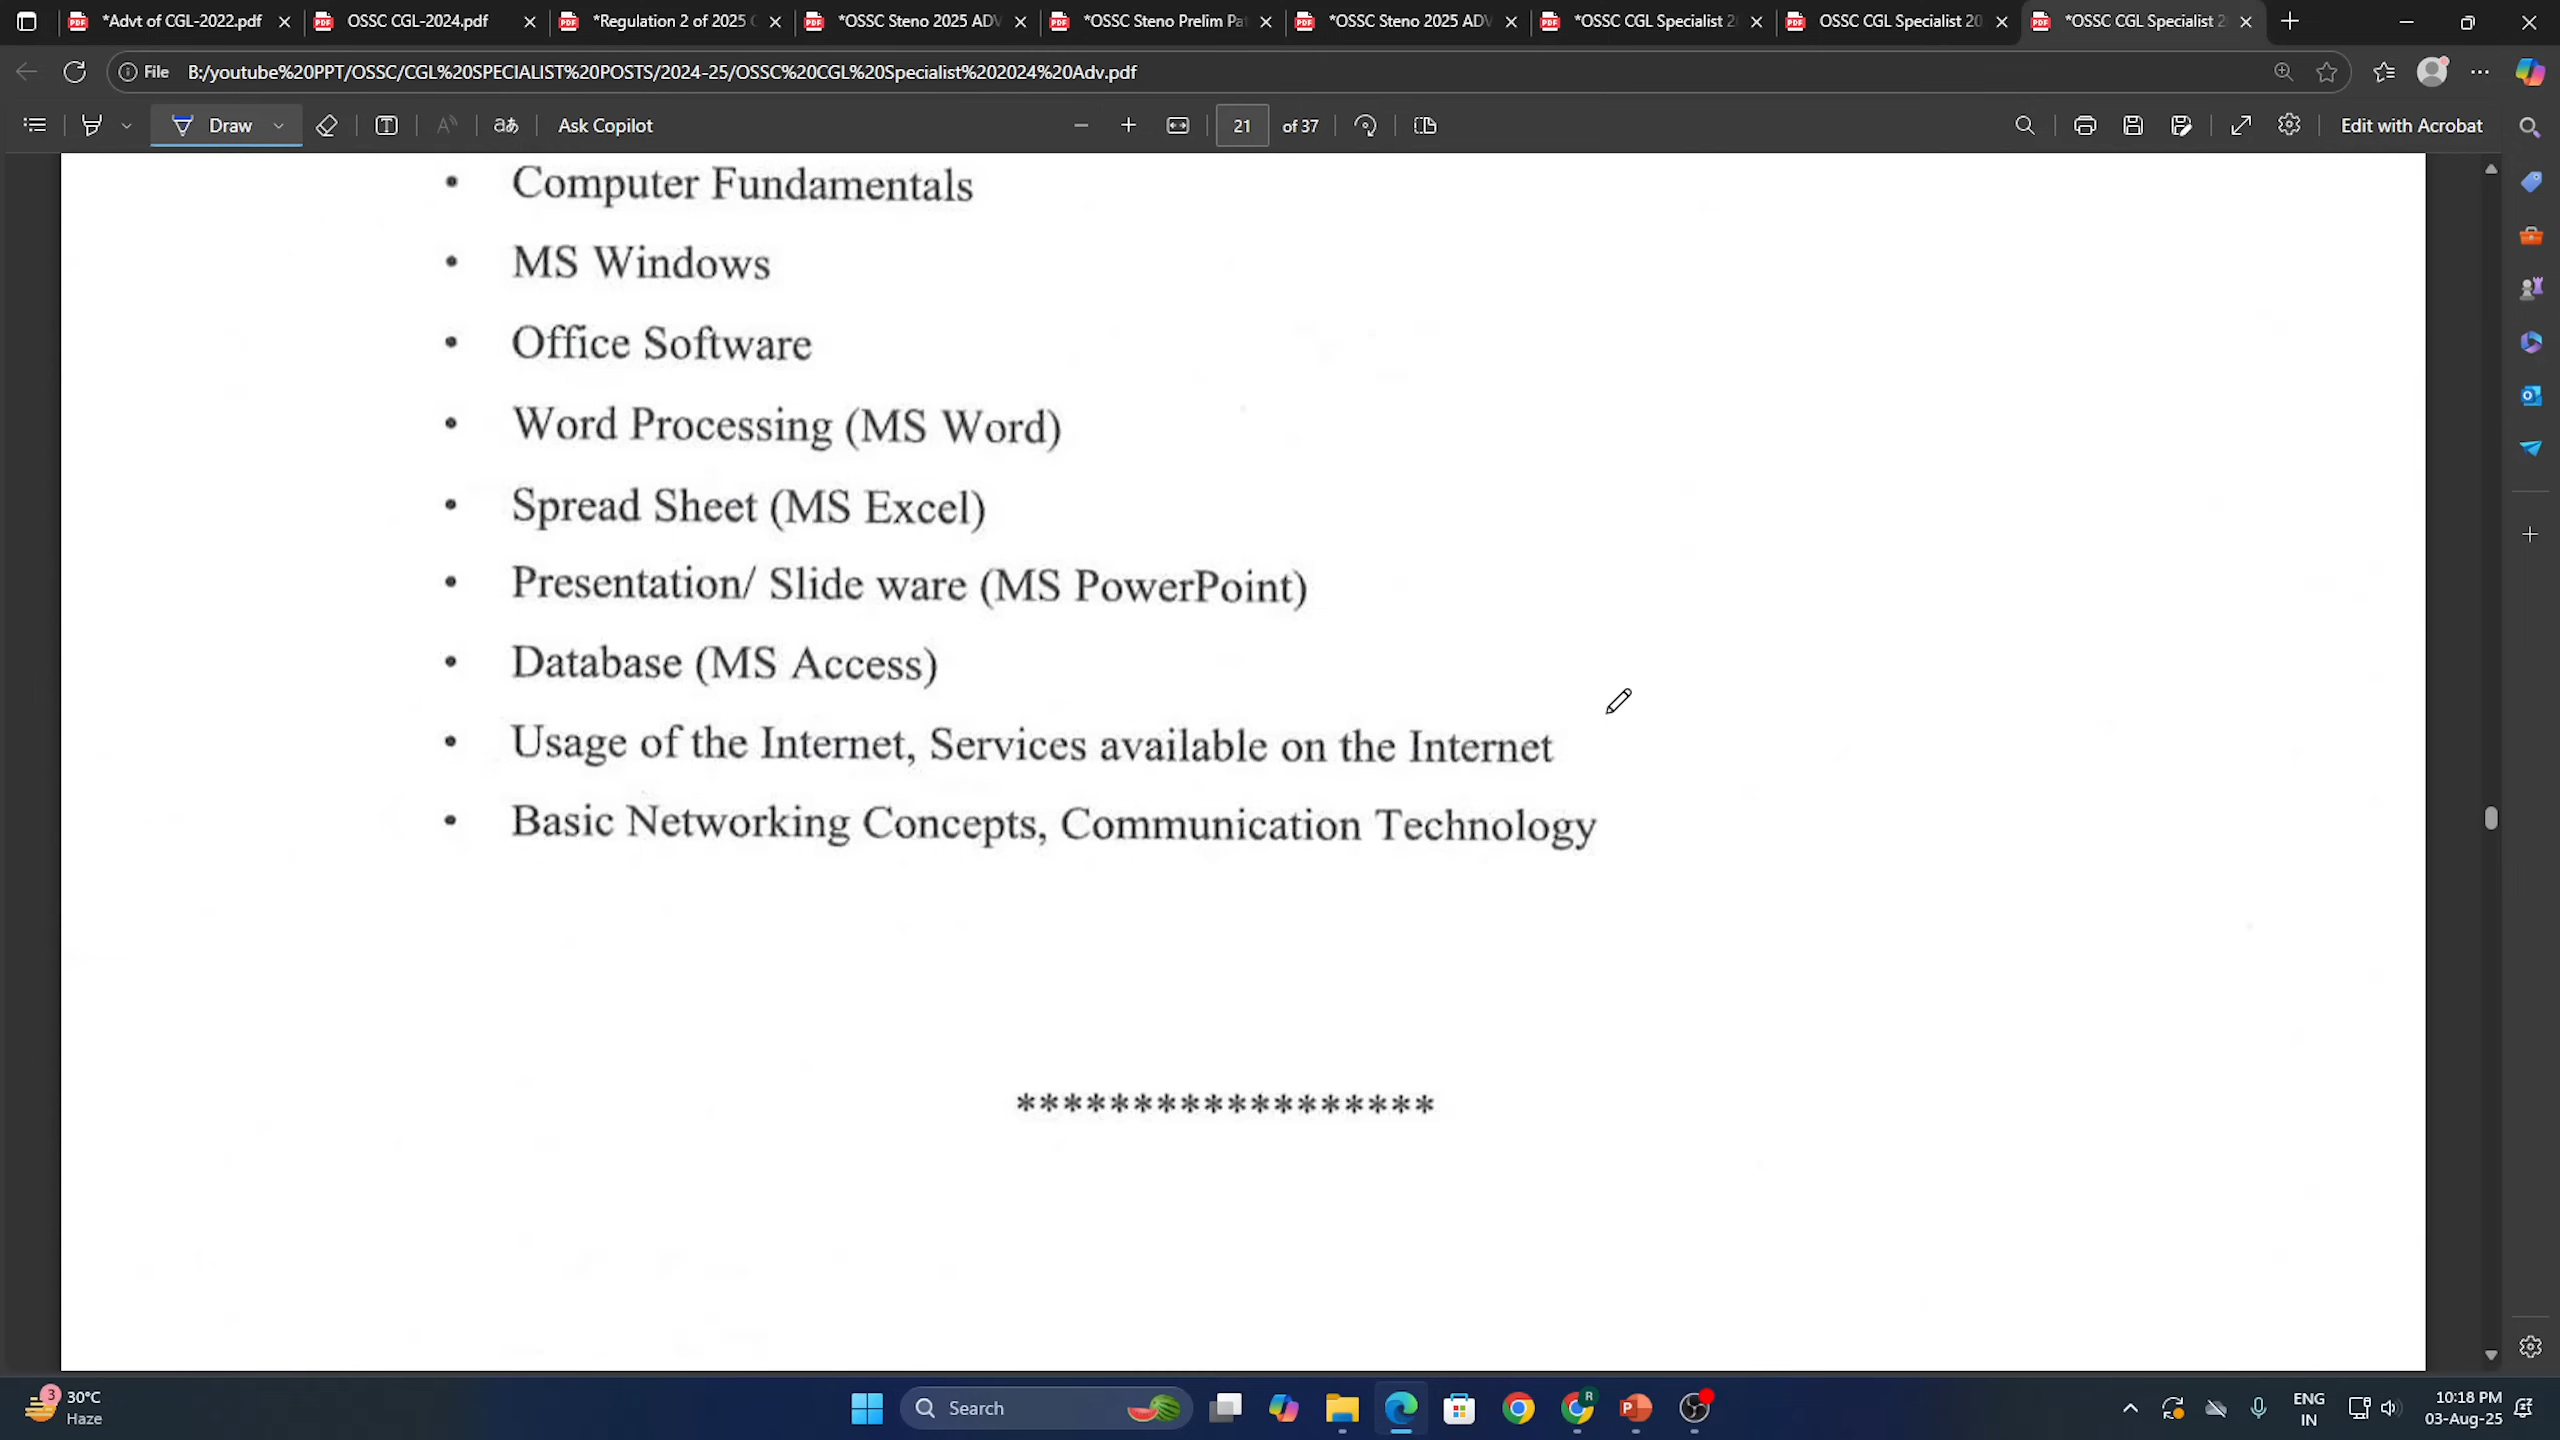 *Advt of CGL-2022.pdf
OSSC CGL-2024.pdf
*Regulation 2 of 2025
*OSSC Steno 2025 ADV
*OSSC Steno Prelim Pa
*OSSC Steno 2025 ADV
*OSSC CGL Specialist 2
OSSC CGL Specialist 20
*OSSC CGL Specialist 2
File
B:/youtube%20PPT/OSSC/CGL%20SPECIALIST%20POSTS/2024-25/OSSC%20CGL%20Specialist%202024%20Adv.pdf
Draw
Ask Copilot
21 of 37
Edit with Acrobat
• Computer Fundamentals
• MS Windows
• Office Software
• Word Processing (MS Word)
• Spread Sheet (MS Excel)
• Presentation/ Slide ware (MS PowerPoint)
• Database (MS Access)
• Usage of the Internet, Services available on the Internet
• Basic Networking Concepts, Communication Technology
******************
3
30°C
Haze
Search
ENG
IN
10:18 PM
03-Aug-25